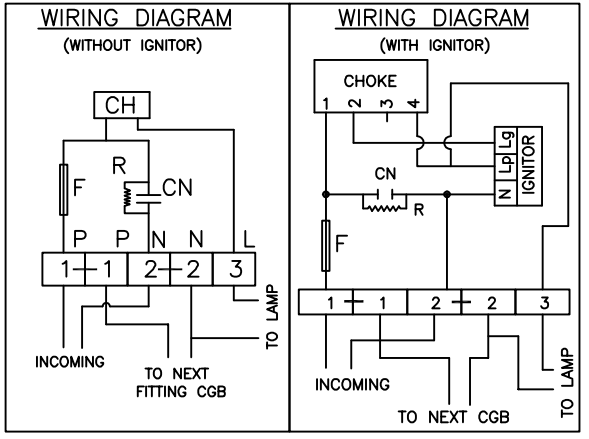 WIRING DIAGRAM
(WITHOUT IGNITOR)
CH
R
F
CN
P P N N L
1 1 2 2 3
INCOMING
TO NEXT
FITTING CGB
TO LAMP
WIRING DIAGRAM
(WITH IGNITOR)
CHOKE
1 2 3 4
Lg
Lp
N
IGNITOR
CN
R
F
1 1 2 2 3
INCOMING
TO NEXT CGB
TO LAMP